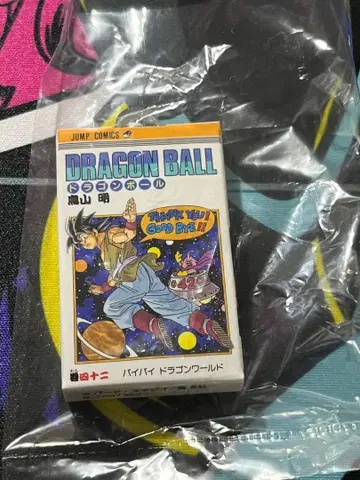 JUMP COMICS
DRAGON BALL
ドラゴンボール
鳥山 明
THANK YOU!
GOOD BYE!!
42
巻四十二
バイバイ ドラゴンワールド